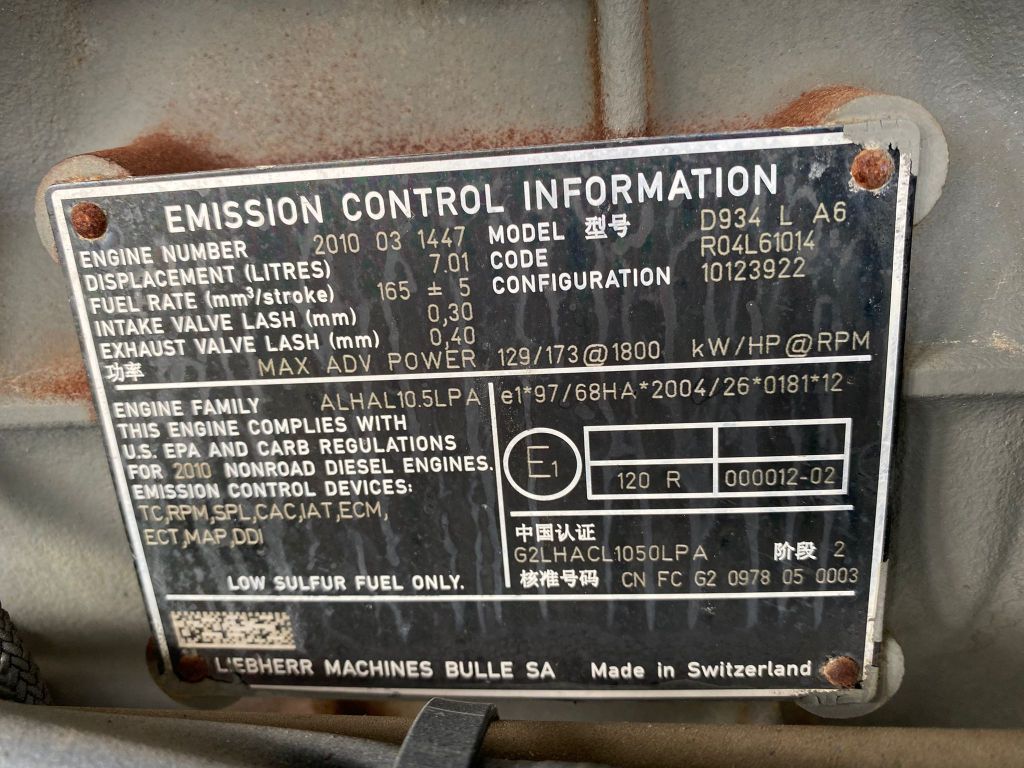 EMISSION CONTROL INFORMATION
ENGINE NUMBER 2010 03 1447
DISPLACEMENT (LITRES) 7.01
FUEL RATE (mm³/stroke) 165 ± 5
INTAKE VALVE LASH (mm) 0,30
EXHAUST VALVE LASH (mm) 0,40
MODEL 型号 D934 L A6
CODE R04L61014
CONFIGURATION 10123922
功率 MAX ADV POWER 129/173@1800 kW/HP@RPM
ENGINE FAMILY ALHAL10.5LPA
THIS ENGINE COMPLIES WITH
U.S. EPA AND CARB REGULATIONS
FOR 2010 NONROAD DIESEL ENGINES.
EMISSION CONTROL DEVICES:
TC,RPM,SPL,CAC,IAT,ECM,
ECT,MAP,DDI
LOW SULFUR FUEL ONLY.
e1*97/68HA*2004/26*0181*12
E1
120 R 000012-02
中国认证
G2LHACL1050LPA 阶段 2
核准号码 CN FC G2 0978 05 0003
LIEBHERR MACHINES BULLE SA Made in Switzerland